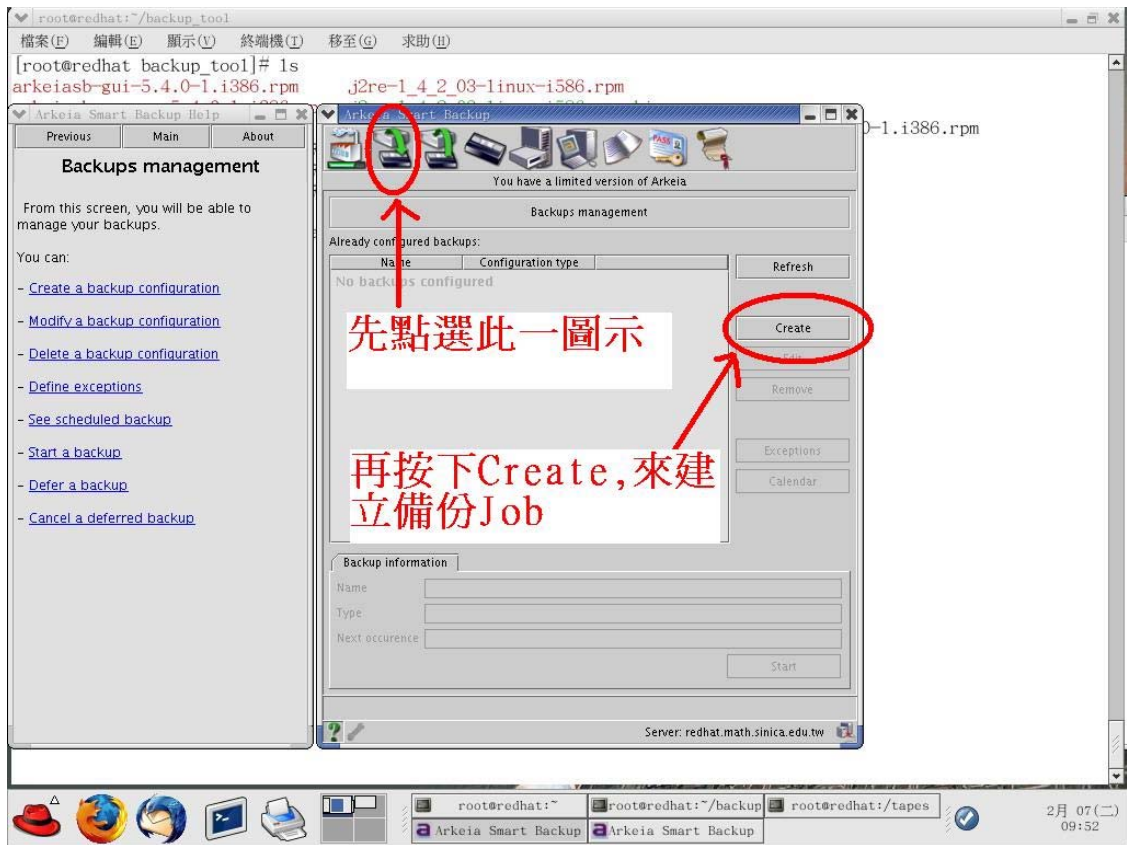 root@redhat:~/backup_tool
檔案(F) 編輯(E) 顯示(V) 終端機(T) 移至(G) 求助(H)
[root@redhat backup_tool]# ls
arkeiasb-gui-5.4.0-1.i386.rpm j2re-1_4_2_03-linux-i586.rpm
0-1.i386.rpm
Arkeia Smart Backup Help
Previous Main About
Backups management
From this screen, you will be able to
manage your backups.
You can:
- Create a backup configuration
- Modify a backup configuration
- Delete a backup configuration
- Define exceptions
- See scheduled backup
- Start a backup
- Defer a backup
- Cancel a deferred backup
Arkeia Smart Backup
You have a limited version of Arkeia
Backups management
Already configured backups:
Name Configuration type
No backups configured
Refresh
Create
Edit
Remove
Exceptions
Calendar
先點選此一圖示
再按下Create,來建
立備份Job
Backup information
Name
Type
Next occurence
Start
Server: redhat.math.sinica.edu.tw
root@redhat:~ root@redhat:~/backup root@redhat:/tapes
Arkeia Smart Backup Arkeia Smart Backup
2月 07(二)
09:52